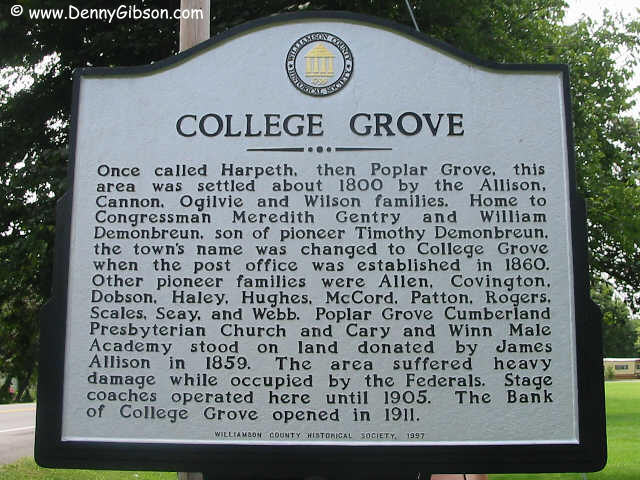 © www.DennyGibson.com
WILLIAMSON COUNTY
HISTORICAL SOCIETY
COLLEGE GROVE
Once called Harpeth, then Poplar Grove, this
area was settled about 1800 by the Allison,
Cannon, Ogilvie and Wilson families. Home to
Congressman Meredith Gentry and William
Demonbreun, son of pioneer Timothy Demonbreun,
the town's name was changed to College Grove
when the post office was established in 1860.
Other pioneer families were Allen, Covington,
Dobson, Haley, Hughes, McCord, Patton, Rogers,
Scales, Seay, and Webb. Poplar Grove Cumberland
Presbyterian Church and Cary and Winn Male
Academy stood on land donated by James
Allison in 1859. The area suffered heavy
damage while occupied by the Federals. Stage
coaches operated here until 1905. The Bank
of College Grove opened in 1911.
WILLIAMSON COUNTY HISTORICAL SOCIETY, 1997